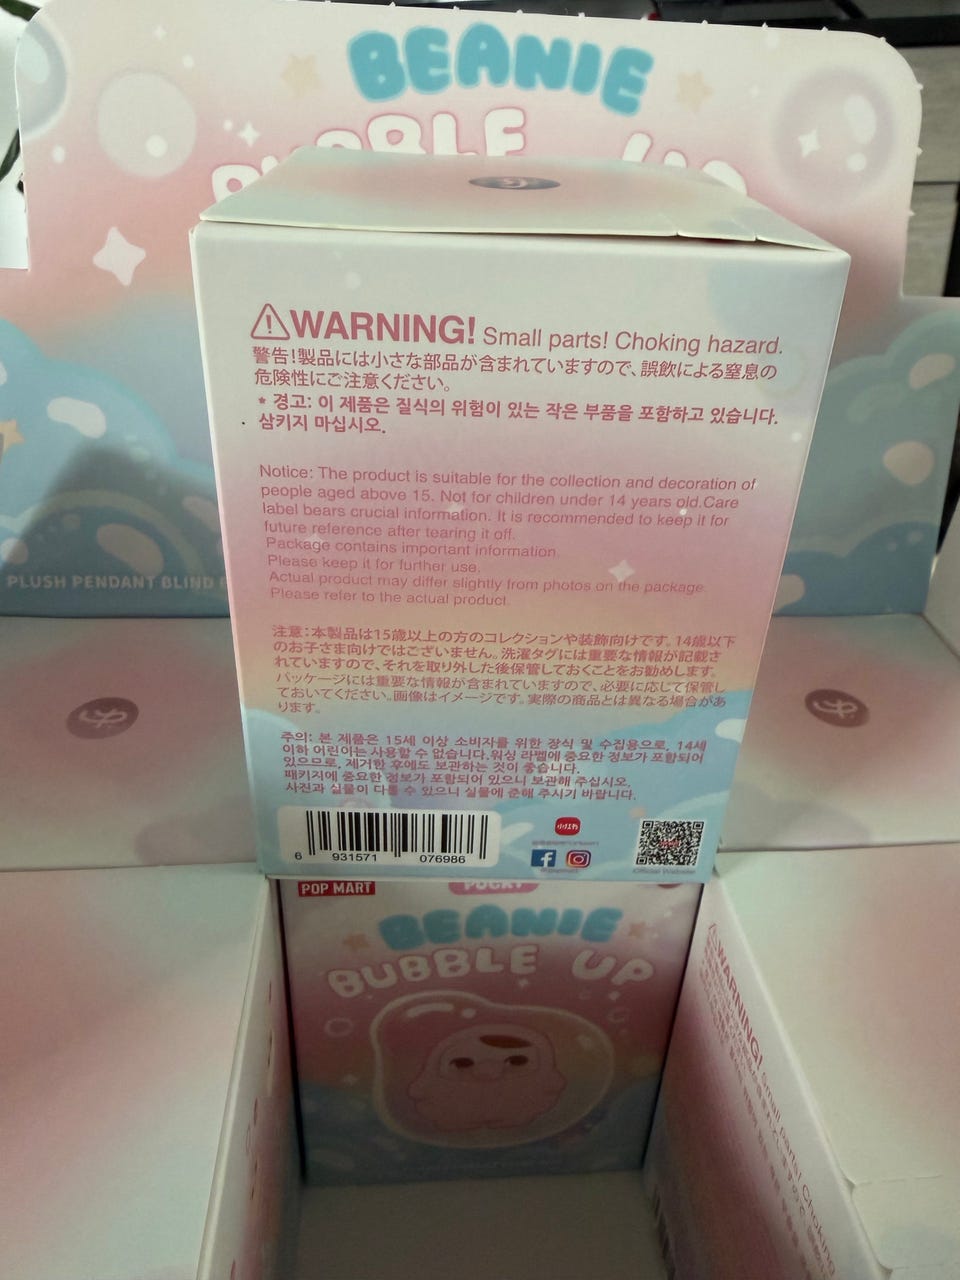 BEANIE
BUBBLE UP
⚠WARNING! Small parts! Choking hazard.
警告!製品には小さな部品が含まれていますので、誤飲による窒息の
危険性にご注意ください。
* 경고: 이 제품은 질식의 위험이 있는 작은 부품을 포함하고 있습니다.
삼키지 마십시오.
Notice: The product is suitable for the collection and decoration of
people aged above 15. Not for children under 14 years old.Care
label bears crucial information. It is recommended to keep it for
future reference after tearing it off.
Package contains important information.
Please keep it for further use.
Actual product may differ slightly from photos on the package.
Please refer to the actual product.
注意:本製品は15歳以上の方のコレクションや装飾向けです。14歳以下
のお子さま向けではございません。洗濯タグには重要な情報が記載さ
れていますので、それを取り外した後保管しておくことをお勧めします。
パッケージには重要な情報が含まれていますので、必要に応じて保管し
ておいてください。画像はイメージです。実際の商品とは異なる場合があ
ります。
주의: 본 제품은 15세 이상 소비자를 위한 장식 및 수집용으로, 14세
이하 어린이는 사용할 수 없습니다.워싱 라벨에 중요한 정보가 포함되어
있으므로, 제거한 후에도 보관하는 것이 좋습니다.
패키지에 중요한 정보가 포함되어 있으니 보관해 주십시오.
사진과 실물이 다를 수 있으니 실물에 준해 주시기 바랍니다.
PLUSH PENDANT BLIND
6 931571 076986
小红书
Official Website
POP MART
PUCKY
BEANIE
BUBBLE UP
⚠WARNING! Small parts! Choking